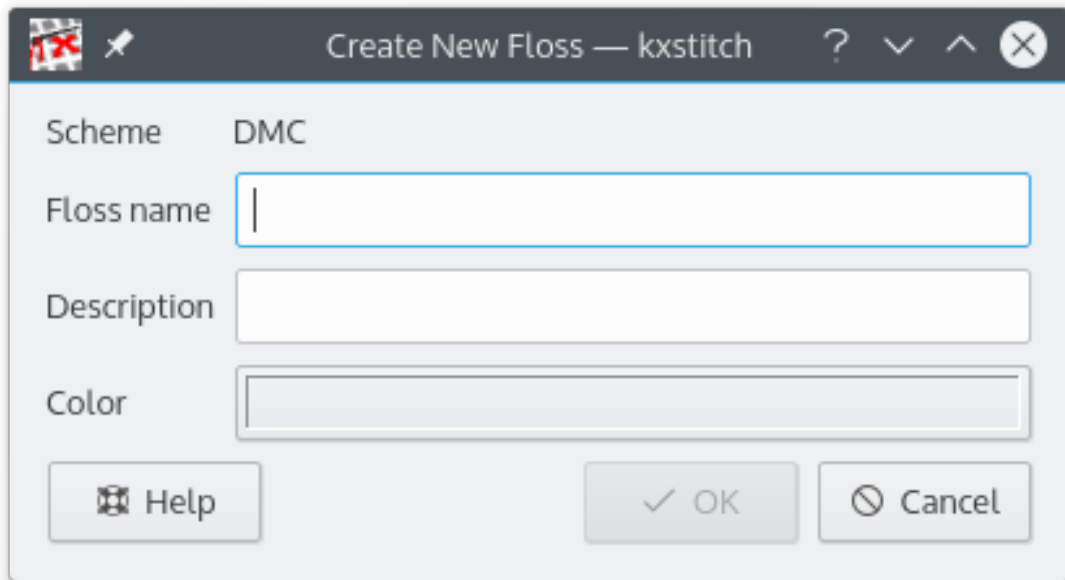 Create New Floss — kxstitch
Scheme DMC
Floss name
Description
Color
Help OK Cancel